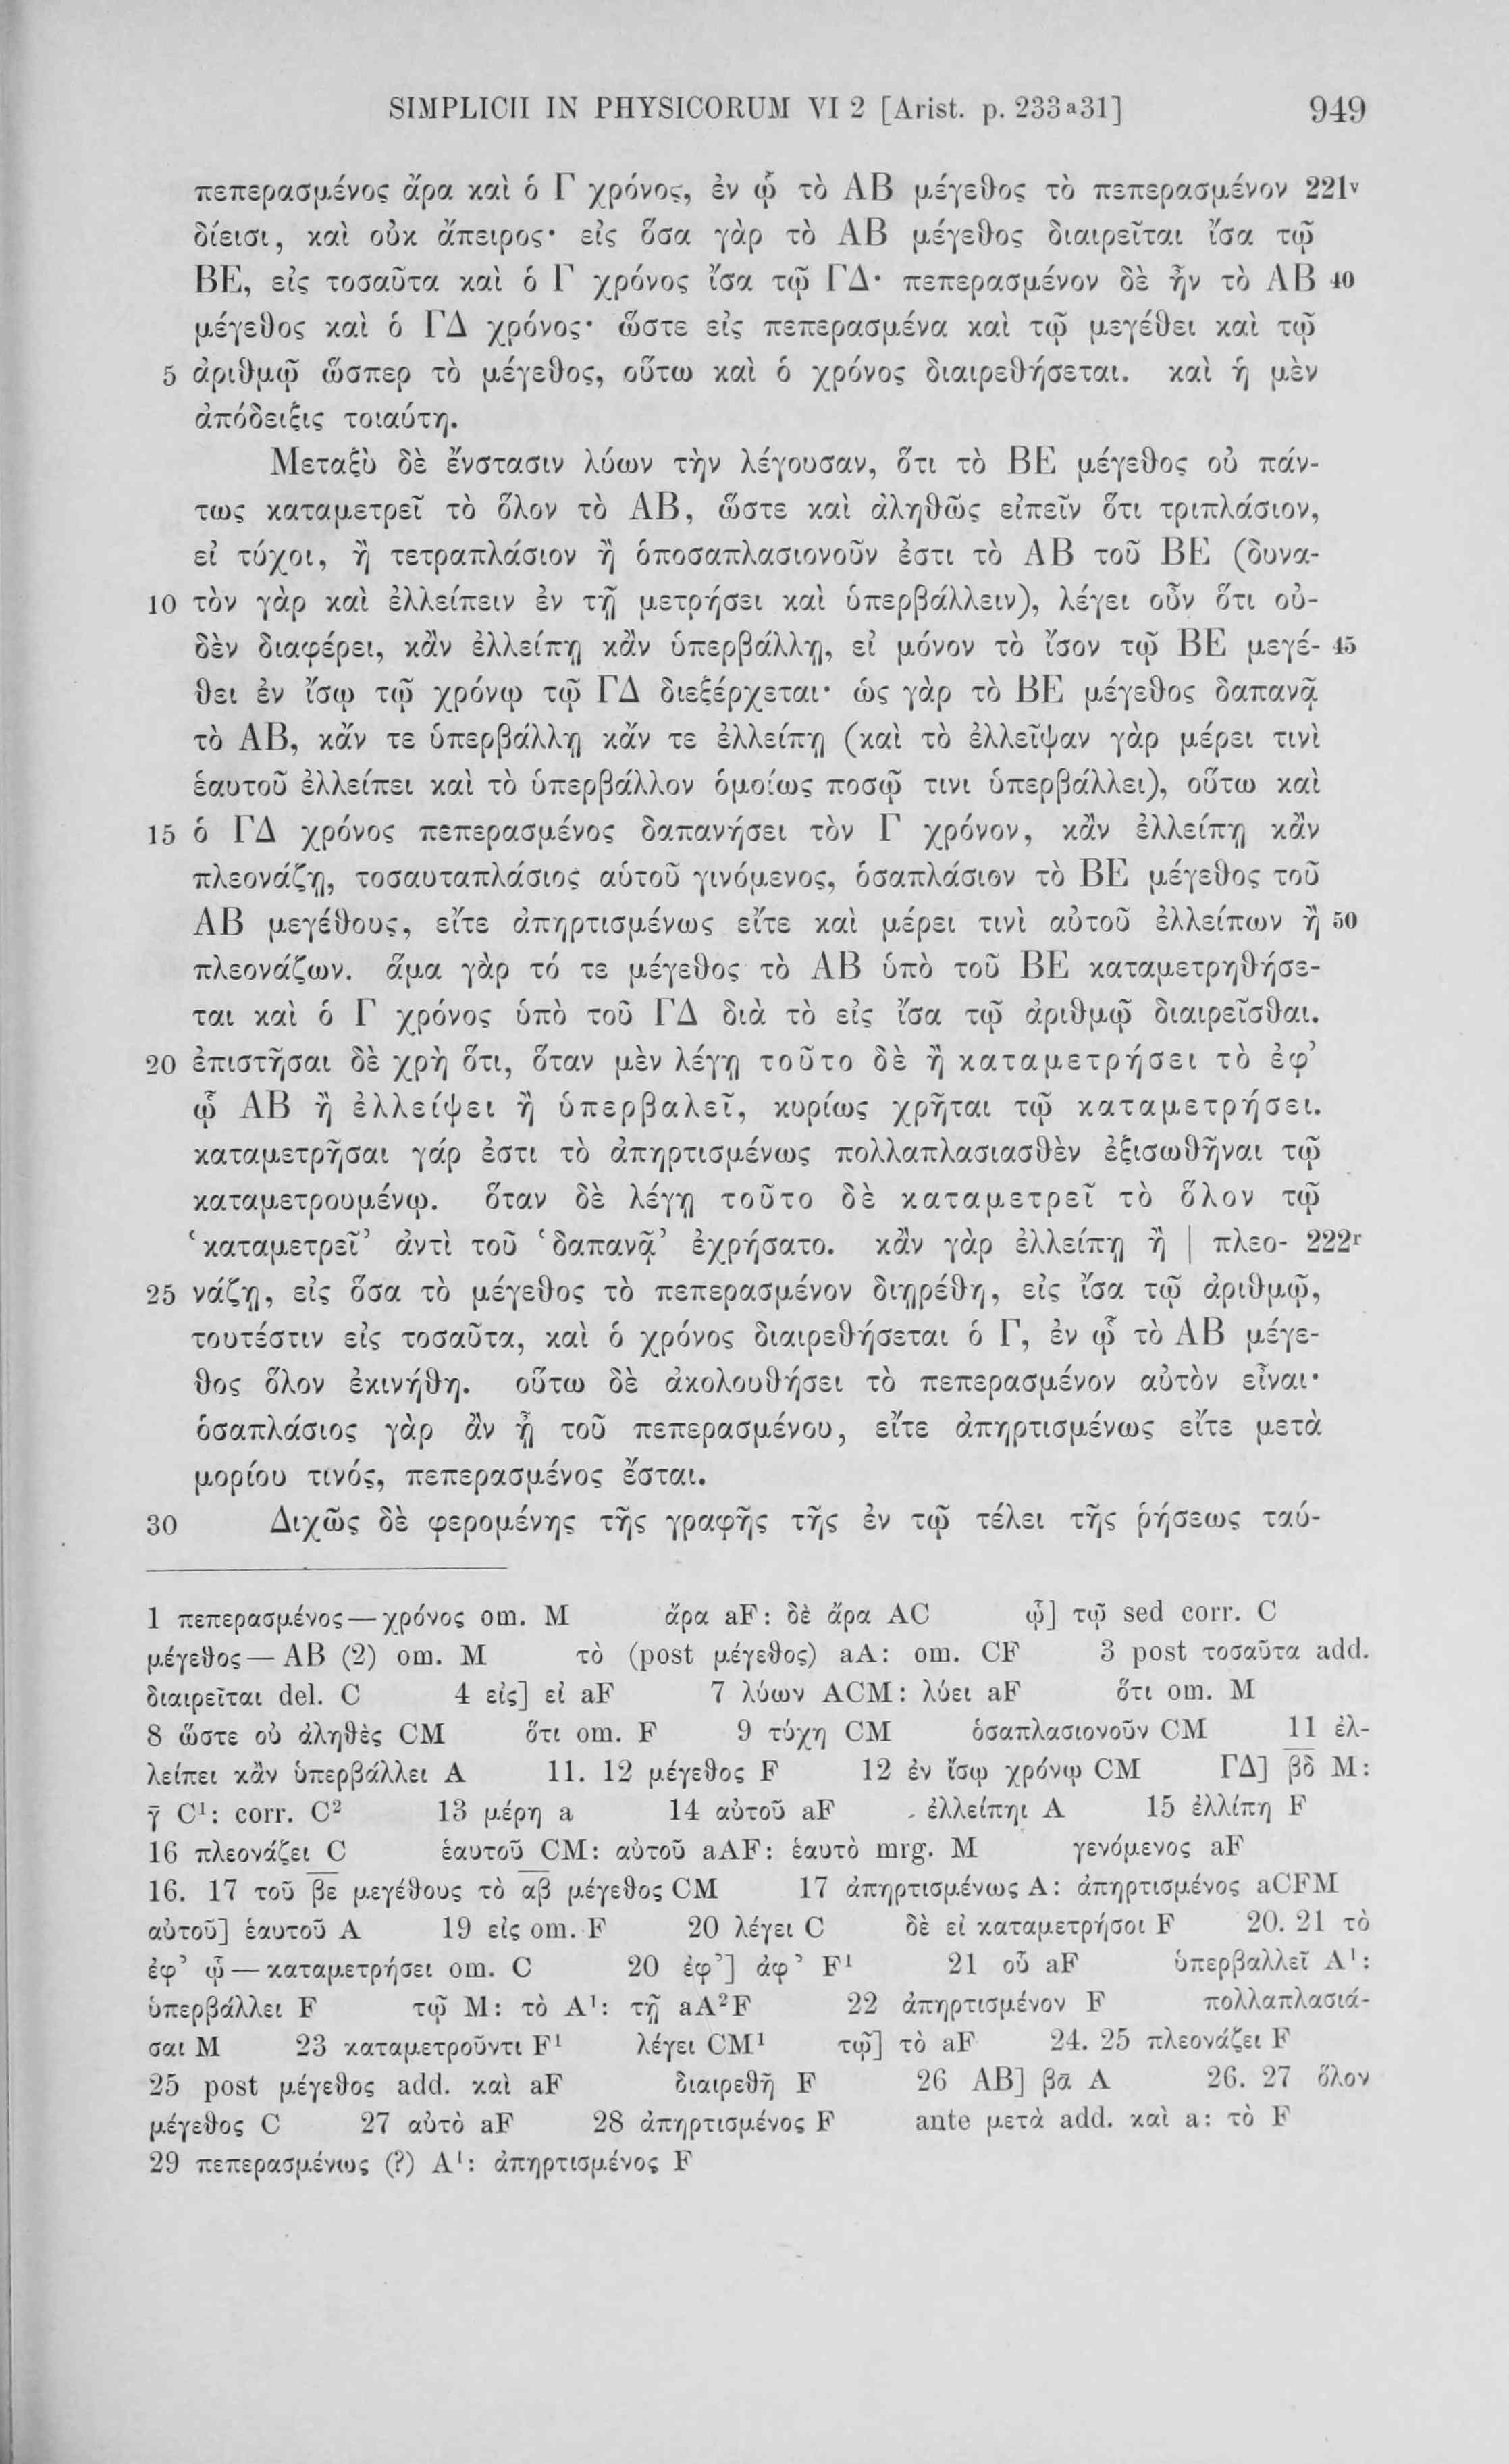 SIMPLICII IN PHYSICORUM VI 2 [Arist. p. 233ᵃ31] 949
πεπερασμένος ἄρα καὶ ὁ Γ χρόνος, ἐν ᾧ τὸ ΑΒ μέγεθος τὸ πεπερασμένον 221ᵛ
δίεισι, καὶ οὐκ ἄπειρος· εἰς ὅσα γὰρ τὸ ΑΒ μέγεθος διαιρεῖται ἴσα τῷ
ΒΕ, εἰς τοσαῦτα καὶ ὁ Γ χρόνος ἴσα τῷ ΓΔ· πεπερασμένον δὲ ἦν τὸ ΑΒ 40
μέγεθος καὶ ὁ ΓΔ χρόνος· ὥστε εἰς πεπερασμένα καὶ τῷ μεγέθει καὶ τῷ
5 ἀριθμῷ ὥσπερ τὸ μέγεθος, οὕτω καὶ ὁ χρόνος διαιρεθήσεται. καὶ ἡ μὲν
ἀπόδειξις τοιαύτη.
Μεταξὺ δὲ ἔνστασιν λύων τὴν λέγουσαν, ὅτι τὸ ΒΕ μέγεθος οὐ πάν-
τως καταμετρεῖ τὸ ὅλον τὸ ΑΒ, ὥστε καὶ ἀληθῶς εἰπεῖν ὅτι τριπλάσιον,
εἰ τύχοι, ἢ τετραπλάσιον ἢ ὁποσαπλασιονοῦν ἐστι τὸ ΑΒ τοῦ ΒΕ (δυνα-
10 τὸν γὰρ καὶ ἐλλείπειν ἐν τῇ μετρήσει καὶ ὑπερβάλλειν), λέγει οὖν ὅτι οὐ-
δὲν διαφέρει, κἂν ἐλλείπῃ κἂν ὑπερβάλλῃ, εἰ μόνον τὸ ἴσον τῷ ΒΕ μεγέ- 45
θει ἐν ἴσῳ τῷ χρόνῳ τῷ ΓΔ διεξέρχεται· ὡς γὰρ τὸ ΒΕ μέγεθος δαπανᾷ
τὸ ΑΒ, κἄν τε ὑπερβάλλῃ κἄν τε ἐλλείπῃ (καὶ τὸ ἐλλεῖψαν γὰρ μέρει τινὶ
ἑαυτοῦ ἐλλείπει καὶ τὸ ὑπερβάλλον ὁμοίως ποσῷ τινι ὑπερβάλλει), οὕτω καὶ
15 ὁ ΓΔ χρόνος πεπερασμένος δαπανήσει τὸν Γ χρόνον, κἂν ἐλλείπῃ κἂν
πλεονάζῃ, τοσαυταπλάσιος αὑτοῦ γινόμενος, ὁσαπλάσιον τὸ ΒΕ μέγεθος τοῦ
ΑΒ μεγέθους, εἴτε ἀπηρτισμένως εἴτε καὶ μέρει τινὶ αὐτοῦ ἐλλείπων ἢ 50
πλεονάζων. ἅμα γὰρ τό τε μέγεθος τὸ ΑΒ ὑπὸ τοῦ ΒΕ καταμετρηθήσε-
ται καὶ ὁ Γ χρόνος ὑπὸ τοῦ ΓΔ διὰ τὸ εἰς ἴσα τῷ ἀριθμῷ διαιρεῖσθαι.
20 ἐπιστῆσαι δὲ χρὴ ὅτι, ὅταν μὲν λέγῃ τοῦτο δὲ ἢ καταμετρήσει τὸ ἐφ’
ᾧ ΑΒ ἢ ἐλλείψει ἢ ὑπερβαλεῖ, κυρίως χρῆται τῷ καταμετρήσει.
καταμετρῆσαι γάρ ἐστι τὸ ἀπηρτισμένως πολλαπλασιασθὲν ἐξισωθῆναι τῷ
καταμετρουμένῳ. ὅταν δὲ λέγῃ τοῦτο δὲ καταμετρεῖ τὸ ὅλον τῷ
‘καταμετρεῖ’ ἀντὶ τοῦ ‘δαπανᾷ’ ἐχρήσατο. κἂν γὰρ ἐλλείπῃ ἢ | πλεο- 222ʳ
25 νάζῃ, εἰς ὅσα τὸ μέγεθος τὸ πεπερασμένον διῃρέθη, εἰς ἴσα τῷ ἀριθμῷ,
τουτέστιν εἰς τοσαῦτα, καὶ ὁ χρόνος διαιρεθήσεται ὁ Γ, ἐν ᾧ τὸ ΑΒ μέγε-
θος ὅλον ἐκινήθη. οὕτω δὲ ἀκολουθήσει τὸ πεπερασμένον αὐτὸν εἶναι·
ὁσαπλάσιος γὰρ ἂν ᾖ τοῦ πεπερασμένου, εἴτε ἀπηρτισμένως εἴτε μετὰ
μορίου τινός, πεπερασμένος ἔσται.
30 Διχῶς δὲ φερομένης τῆς γραφῆς τῆς ἐν τῷ τέλει τῆς ῥήσεως ταύ-
1 πεπερασμένος—χρόνος om. M ἄρα aF: δὲ ἄρα AC ᾧ] τῷ sed corr. C
μέγεθος—ΑΒ (2) om. M τὸ (post μέγεθος) aA: om. CF 3 post τοσαῦτα add.
διαιρεῖται del. C 4 εἰς] εἰ aF 7 λύων ACM: λύει aF ὅτι om. M
8 ὥστε οὐ ἀληθὲς CM ὅτι om. F 9 τύχη CM ὁσαπλασιονοῦν CM 11 ἐλ-
λείπει κἂν ὑπερβάλλει A 11. 12 μέγεθος F 12 ἐν ἴσῳ χρόνῳ CM ΓΔ] β̅δ̅ M:
γ̅ C¹: corr. C² 13 μέρη a 14 αὐτοῦ aF ἐλλείπηι A 15 ἐλλίπη F
16 πλεονάζει C ἑαυτοῦ CM: αὐτοῦ aAF: ἑαυτὸ mrg. M γενόμενος aF
16. 17 τοῦ β̅ε̅ μεγέθους τὸ α̅β̅ μέγεθος CM 17 ἀπηρτισμένως A: ἀπηρτισμένος aCFM
αὐτοῦ] ἑαυτοῦ A 19 εἰς om. F 20 λέγει C δὲ εἰ καταμετρήσοι F 20. 21 τὸ
ἐφ’ ᾧ—καταμετρήσει om. C 20 ἐφ’] ἀφ’ F¹ 21 οὗ aF ὑπερβαλλεῖ A¹:
ὑπερβάλλει F τῷ M: τὸ A¹: τῇ aA²F 22 ἀπηρτισμένον F πολλαπλασιά-
σαι M 23 καταμετροῦντι F¹ λέγει CM¹ τῷ] τὸ aF 24. 25 πλεονάζει F
25 post μέγεθος add. καὶ aF διαιρεθῆ F 26 ΑΒ] β̅α̅ A 26. 27 ὅλον
μέγεθος C 27 αὐτὸ aF 28 ἀπηρτισμένος F ante μετὰ add. καὶ a: τὸ F
29 πεπερασμένως (?) A¹: ἀπηρτισμένος F